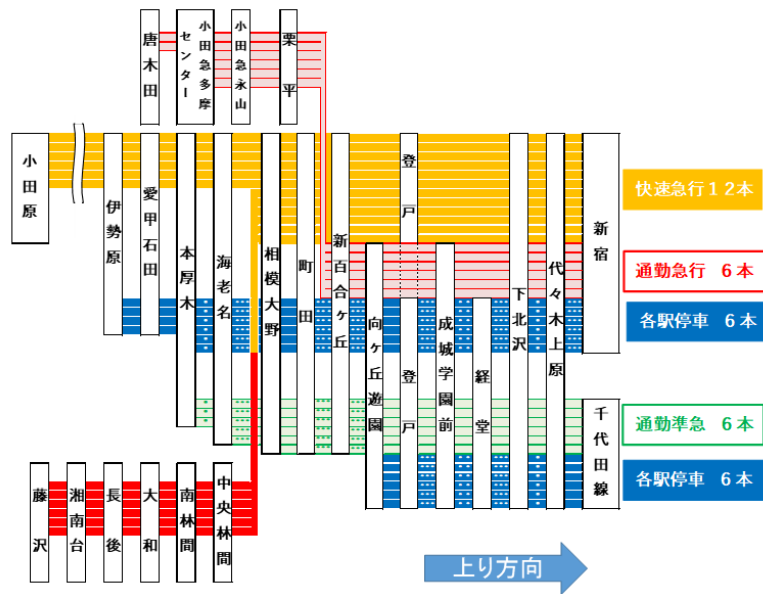 唐木田
小田急多摩センター
小田急永山
栗平
小田原
伊勢原
愛甲石田
本厚木
海老名
相模大野
町田
新百合ヶ丘
向ヶ丘遊園
登戸
登戸
成城学園前
経堂
下北沢
代々木上原
新宿
千代田線
快速急行12本
通勤急行 6本
各駅停車 6本
通勤準急 6本
各駅停車 6本
藤沢
湘南台
長後
大和
南林間
中央林間
上り方向